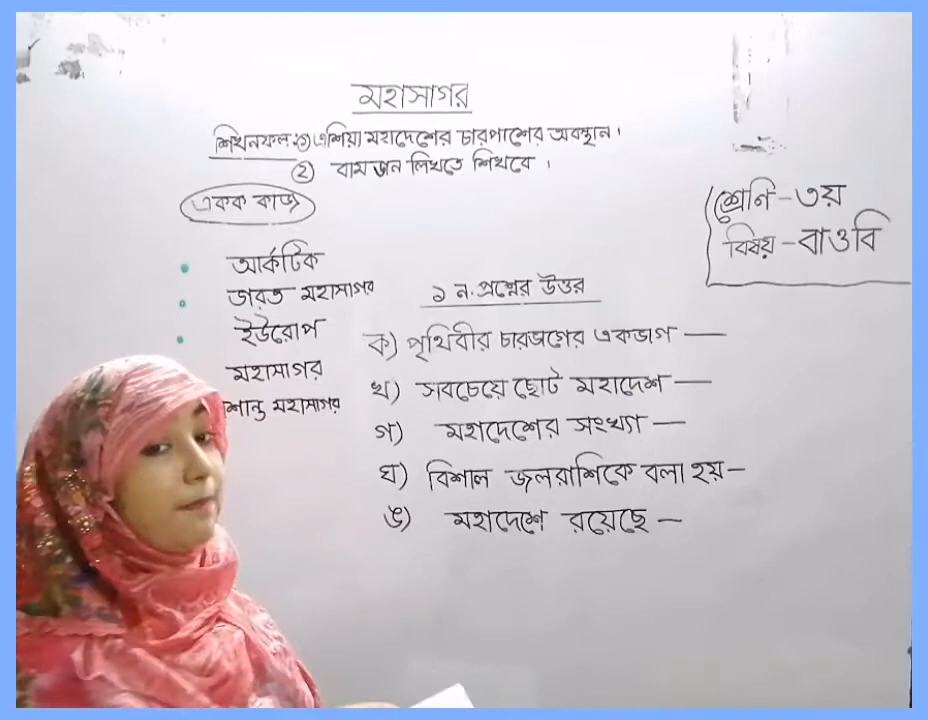 মহাসাগর
শিখনফল:১) এশিয়া মহাদেশের চারপাশের অবস্থান।
২) বাম ডান লিখতে শিখবে।
একক কাজ
শ্রেণি - ৩য়
বিষয় - বাওবি
আর্কটিক
ভারত মহাসাগর
ইউরোপ
মহাসাগর
শান্ত মহাসাগর
১ ন. প্রশ্নের উত্তর
ক) পৃথিবীর চারভাগের একভাগ —
খ) সবচেয়ে ছোট মহাদেশ —
গ) মহাদেশের সংখ্যা —
ঘ) বিশাল জলরাশিকে বলা হয় –
ঙ) মহাদেশে রয়েছে –